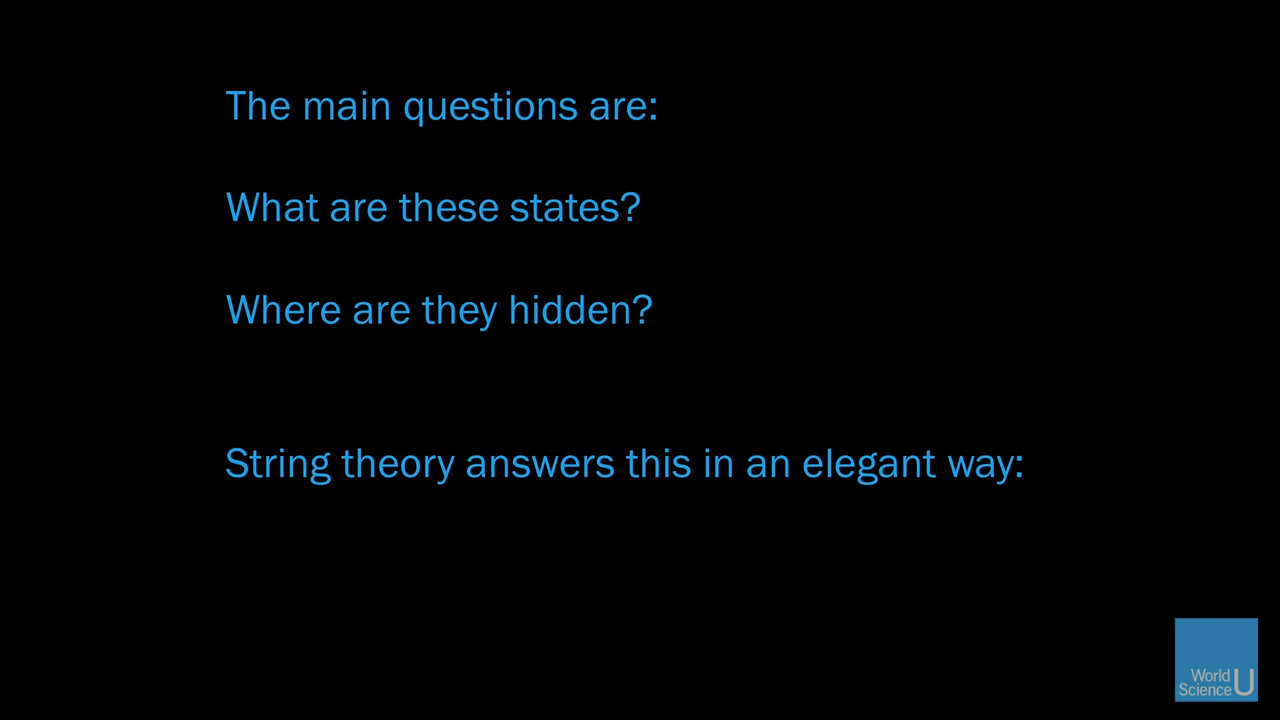 The main questions are:
What are these states?
Where are they hidden?
String theory answers this in an elegant way:
World
Science U